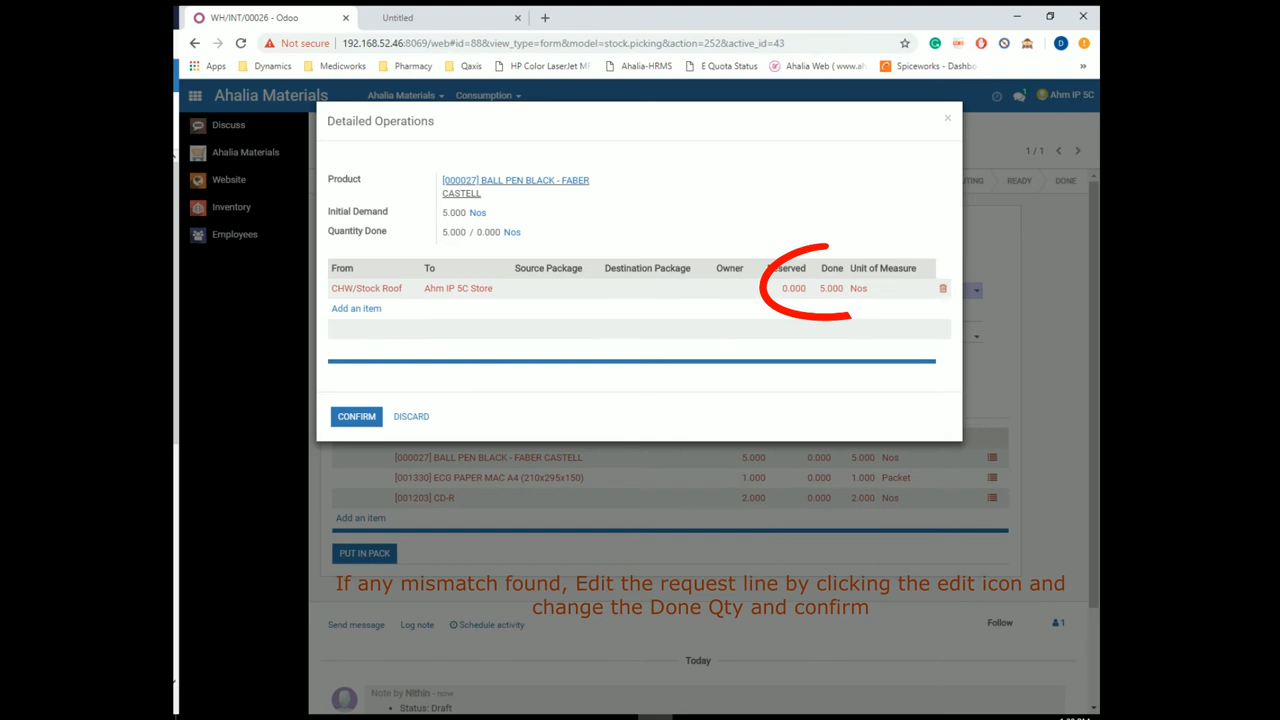 WH/INT/00026 - Odoo
Untitled
Not secure 192.168.52.46:8069/web#id=88&view_type=form&model=stock.picking&action=252&active_id=43
D
Apps Dynamics Medicworks Pharmacy Qaxis HP Color LaserJet MF Ahalia-HRMS E Quota Status Ahalia Web ( www.ah Spiceworks - Dashbo »
Ahalia Materials Ahalia Materials Consumption 1 Ahm IP 5C
Discuss
Ahalia Materials
Website
Inventory
Employees
1 / 1
READY DONE
Detailed Operations ×
Product [000027] BALL PEN BLACK - FABER
CASTELL
Initial Demand 5.000 Nos
Quantity Done 5.000 / 0.000 Nos
From To Source Package Destination Package Owner Reserved Done Unit of Measure
CHW/Stock Roof Ahm IP 5C Store 0.000 5.000 Nos
Add an item
CONFIRM DISCARD
[000027] BALL PEN BLACK - FABER CASTELL 5.000 0.000 5.000 Nos
[001330] ECG PAPER MAC A4 (210x295x150) 1.000 0.000 1.000 Packet
[001203] CD-R 2.000 0.000 2.000 Nos
Add an item
PUT IN PACK
If any mismatch found, Edit the request line by clicking the edit icon and
change the Done Qty and confirm
Send message Log note Schedule activity Follow 1
Today
Note by Nithin - now
• Status: Draft